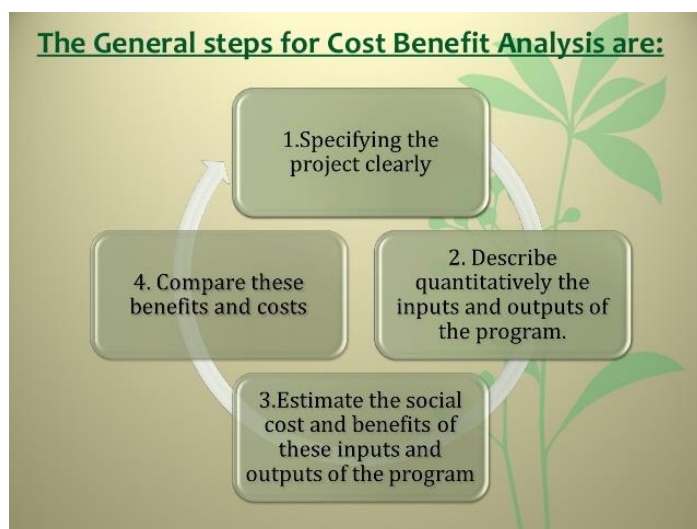 The General steps for Cost Benefit Analysis are:
1.Specifying the
project clearly
2. Describe
quantitatively the
inputs and outputs of
the program.
3.Estimate the social
cost and benefits of
these inputs and
outputs of the program
4. Compare these
benefits and costs